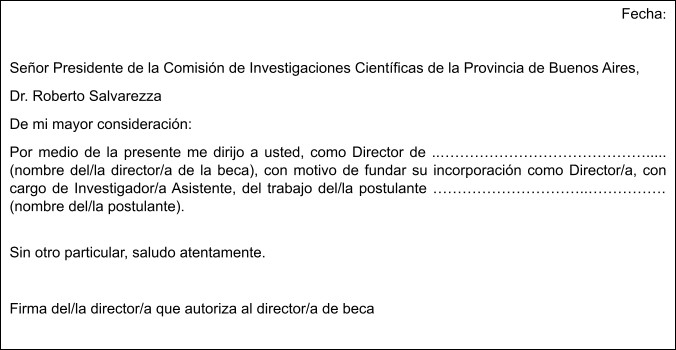 Fecha:
Señor Presidente de la Comisión de Investigaciones Científicas de la Provincia de Buenos Aires,
Dr. Roberto Salvarezza
De mi mayor consideración:
Por medio de la presente me dirijo a usted, como Director de ..…………………………………….....
(nombre del/la director/a de la beca), con motivo de fundar su incorporación como Director/a, con
cargo de Investigador/a Asistente, del trabajo del/la postulante …………………………..…………….
(nombre del/la postulante).
Sin otro particular, saludo atentamente.
Firma del/la director/a que autoriza al director/a de beca